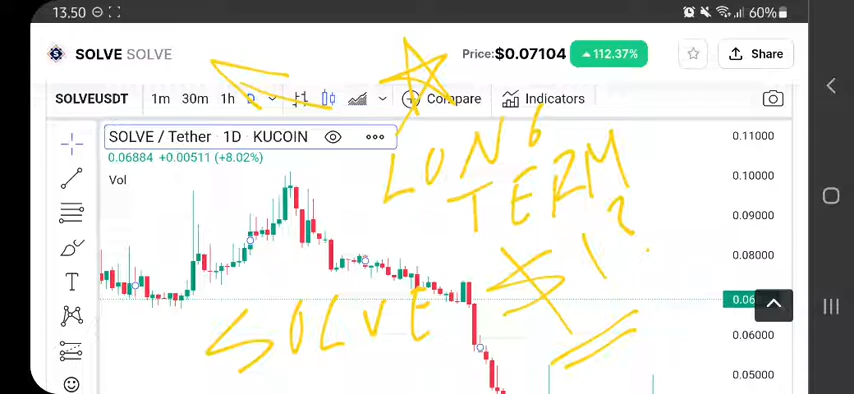 13.50 60%
SOLVE SOLVE Price:$0.07104 ▲112.37% Share
SOLVEUSDT 1m 30m 1h D Compare Indicators
SOLVE / Tether · 1D · KUCOIN
0.06884 +0.00511 (+8.02%)
Vol
0.11000
0.10000
0.09000
0.08000
0.06
0.06000
0.05000
LONG
TERM
SOLVE